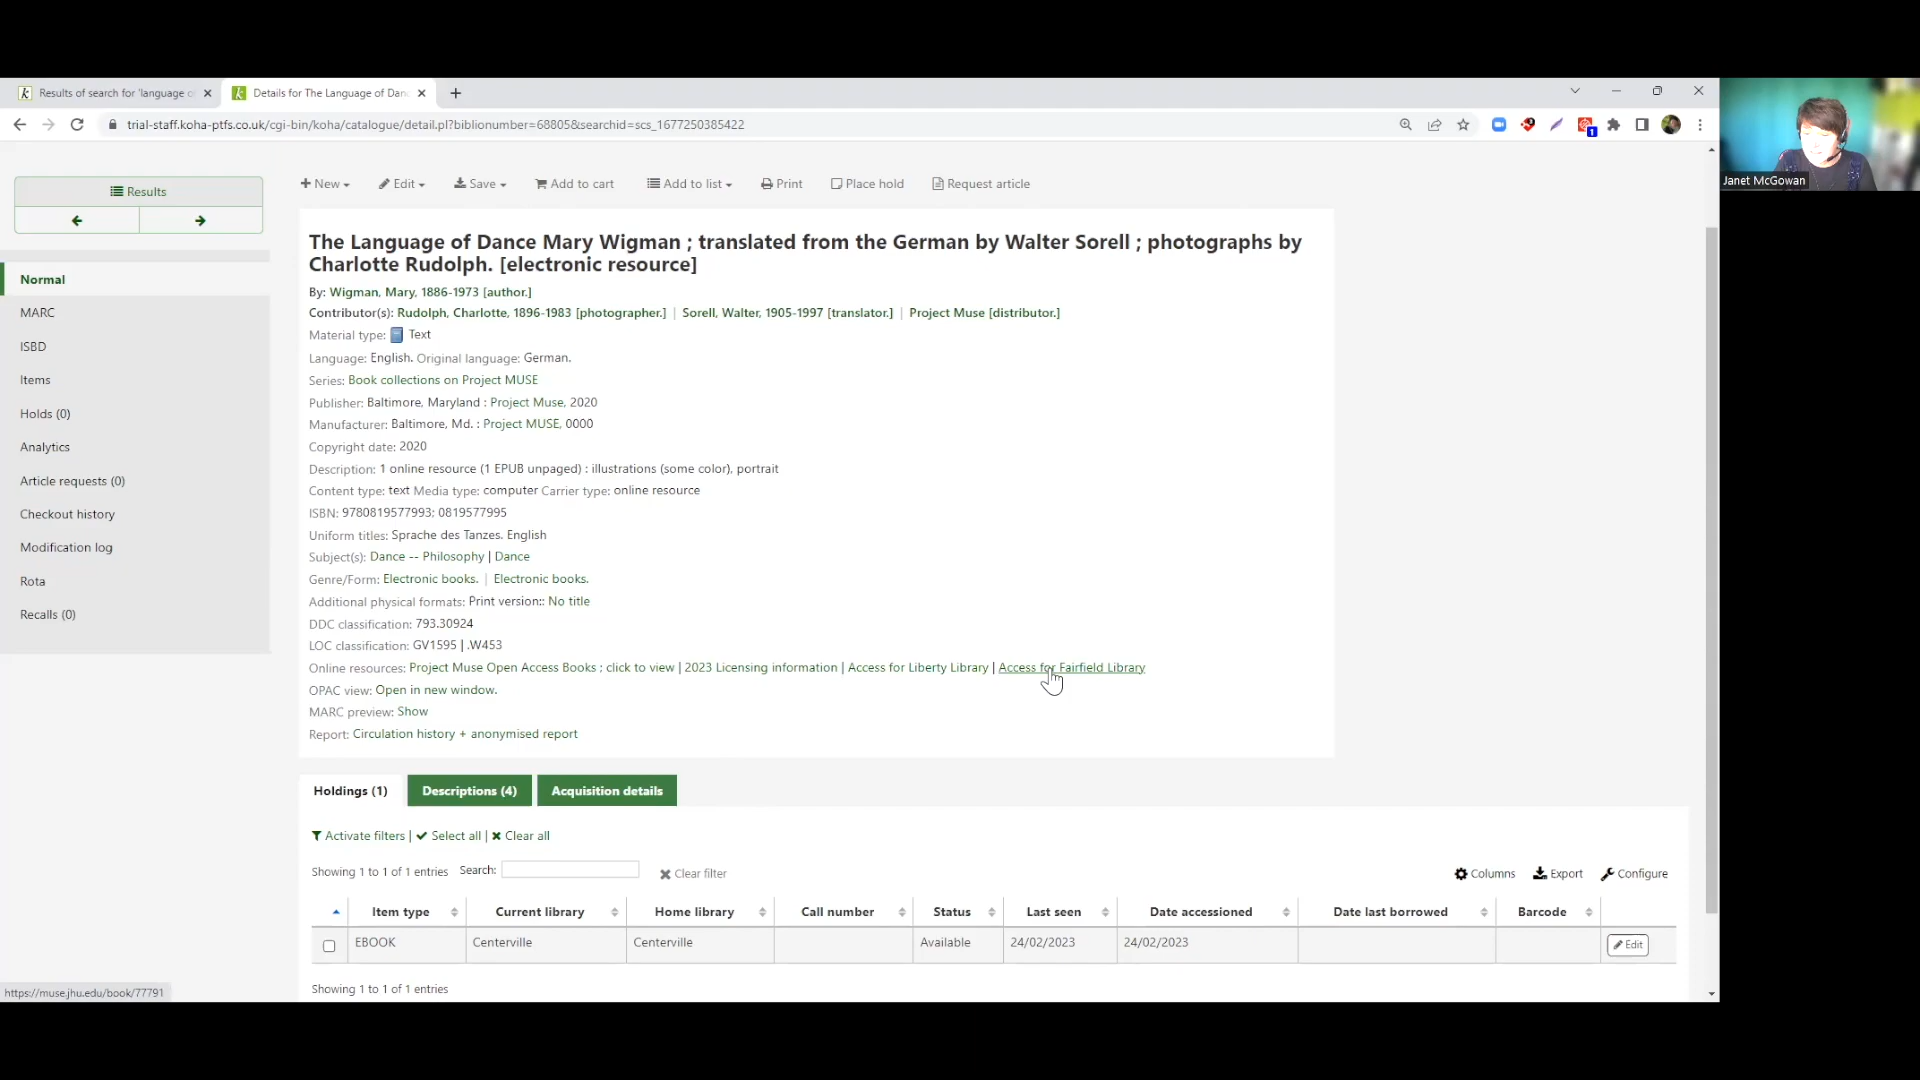 Results of search for 'language o
Details for The Language of Danc
trial-staff.koha-ptfs.co.uk/cgi-bin/koha/catalogue/detail.pl?biblionumber=68805&searchid=scs_1677250385422
1
Janet McGowan
Results
Normal
MARC
ISBD
Items
Holds (0)
Analytics
Article requests (0)
Checkout history
Modification log
Rota
Recalls (0)
New Edit Save Add to cart Add to list Print Place hold Request article
The Language of Dance Mary Wigman ; translated from the German by Walter Sorell ; photographs by
Charlotte Rudolph. [electronic resource]
By: Wigman, Mary, 1886-1973 [author.]
Contributor(s): Rudolph, Charlotte, 1896-1983 [photographer.] | Sorell, Walter, 1905-1997 [translator.] | Project Muse [distributor.]
Material type: Text
Language: English. Original language: German.
Series: Book collections on Project MUSE
Publisher: Baltimore, Maryland : Project Muse, 2020
Manufacturer: Baltimore, Md. : Project MUSE, 0000
Copyright date: 2020
Description: 1 online resource (1 EPUB unpaged) : illustrations (some color), portrait
Content type: text Media type: computer Carrier type: online resource
ISBN: 9780819577993; 0819577995
Uniform titles: Sprache des Tanzes. English
Subject(s): Dance -- Philosophy | Dance
Genre/Form: Electronic books. | Electronic books.
Additional physical formats: Print version:: No title
DDC classification: 793.30924
LOC classification: GV1595 | .W453
Online resources: Project Muse Open Access Books ; click to view | 2023 Licensing information | Access for Liberty Library | Access for Fairfield Library
OPAC view: Open in new window.
MARC preview: Show
Report: Circulation history + anonymised report
Holdings (1) Descriptions (4) Acquisition details
Activate filters | Select all | Clear all
Showing 1 to 1 of 1 entries Search: Clear filter Columns Export Configure
Item type Current library Home library Call number Status Last seen Date accessioned Date last borrowed Barcode
EBOOK Centerville Centerville Available 24/02/2023 24/02/2023 Edit
Showing 1 to 1 of 1 entries
https://muse.jhu.edu/book/77791